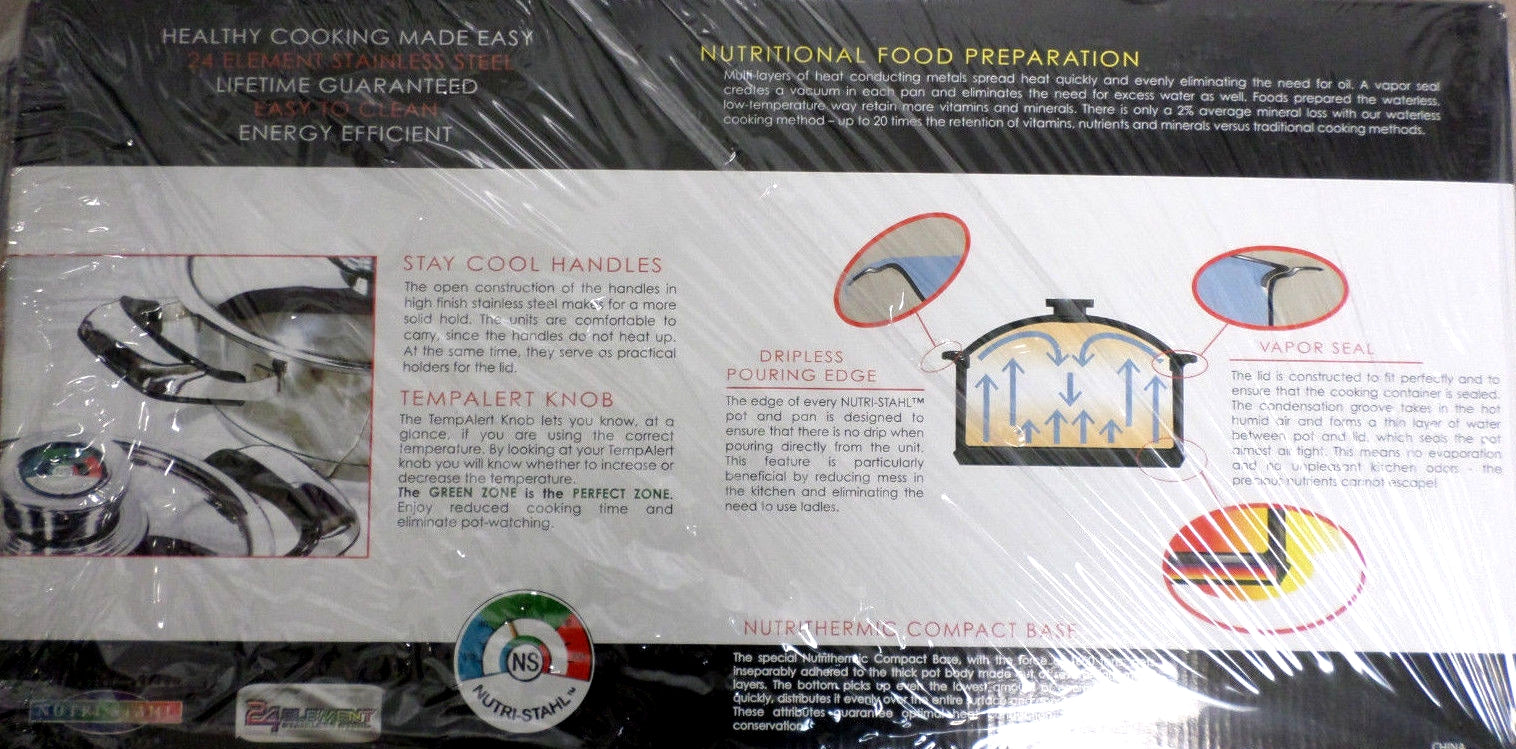 HEALTHY COOKING MADE EASY
24 ELEMENT STAINLESS STEEL
LIFETIME GUARANTEED
EASY TO CLEAN
ENERGY EFFICIENT
NUTRITIONAL FOOD PREPARATION
Multi-layers of heat conducting metals spread heat quickly and evenly eliminating the need for oil. A vapor seal
creates a vacuum in each pan and eliminates the need for excess water as well. Foods prepared the waterless,
low-temperature way retain more vitamins and minerals. There is only a 2% average mineral loss with our waterless
cooking method – up to 20 times the retention of vitamins, nutrients and minerals versus traditional cooking methods.
STAY COOL HANDLES
The open construction of the handles in
high finish stainless steel makes for a more
solid hold. The units are comfortable to
carry, since the handles do not heat up.
At the same time, they serve as practical
holders for the lid.
TEMPALERT KNOB
The TempAlert Knob lets you know, at a
glance, if you are using the correct
temperature. By looking at your TempAlert
knob you will know whether to increase or
decrease the temperature.
The GREEN ZONE is the PERFECT ZONE.
Enjoy reduced cooking time and
eliminate pot-watching.
DRIPLESS
POURING EDGE
The edge of every NUTRI-STAHL™
pot and pan is designed to
ensure that there is no drip when
pouring directly from the unit.
This feature is particularly
beneficial by reducing mess in
the kitchen and eliminating the
need to use ladles.
VAPOR SEAL
The lid is constructed to fit perfectly and to
ensure that the cooking container is sealed.
The condensation groove takes in the hot
humid air and forms a thin layer of water
between pot and lid, which seals the pot
almost air tight. This means no evaporation
and no unpleasant kitchen odors - the
precious nutrients cannot escape!
NUTRITHERMIC COMPACT BASE
The special Nutrithermic Compact Base, with the force
inseparably adhered to the thick pot body made out of
layers. The bottom picks up even the lowest
quickly, distributes it evenly over the entire surface and
These attributes guarantee optimal heat
conservation.
NUTRI-STAHL
24 ELEMENT
NS
NUTRI-STAHL™
CHINA